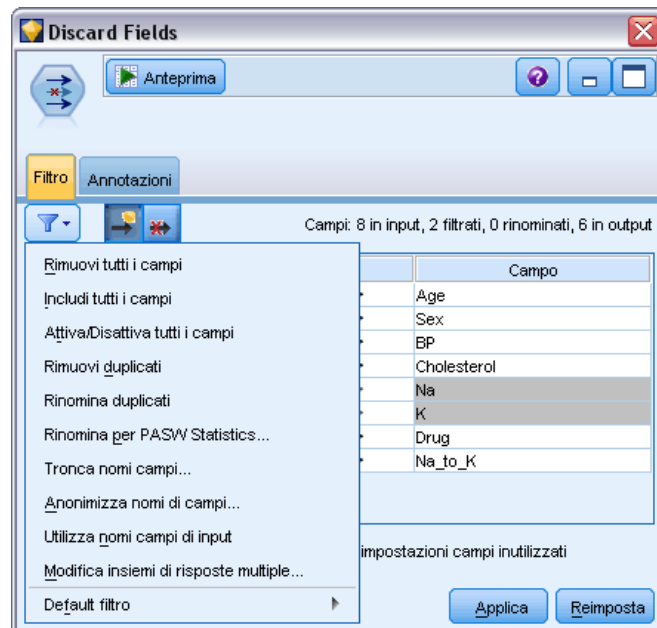 Discard Fields
Anteprima
Filtro
Annotazioni
Campi: 8 in input, 2 filtrati, 0 rinominati, 6 in output
Rimuovi tutti i campi
Includi tutti i campi
Attiva/Disattiva tutti i campi
Rimuovi duplicati
Rinomina duplicati
Rinomina per PASW Statistics...
Tronca nomi campi...
Anonimizza nomi di campi...
Utilizza nomi campi di input
Modifica insiemi di risposte multiple...
Default filtro
Campo
Age
Sex
BP
Cholesterol
Na
K
Drug
Na_to_K
impostazioni campi inutilizzati
Applica
Reimposta